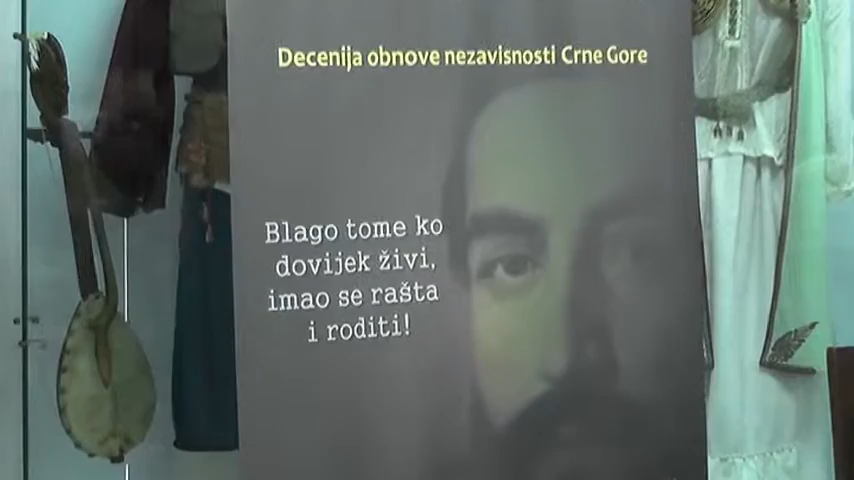 Decenija obnove nezavisnosti Crne Gore
Blago tome ko
dovijek živi,
imao se rašta
i roditi!